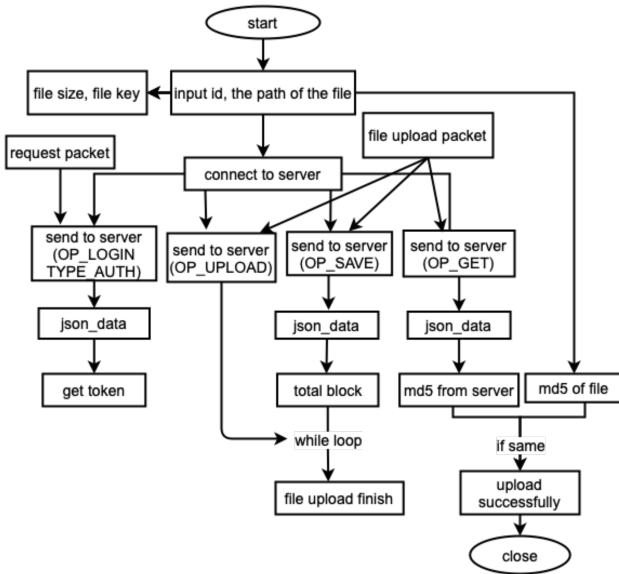 start
file size, file key
input id, the path of the file
file upload packet
request packet
connect to server
send to server
(OP_LOGIN
TYPE_AUTH)
send to server
(OP_UPLOAD)
send to server
(OP_SAVE)
send to server
(OP_GET)
json_data
json_data
json_data
get token
total block
md5 from server
md5 of file
while loop
if same
file upload finish
upload
successfully
close